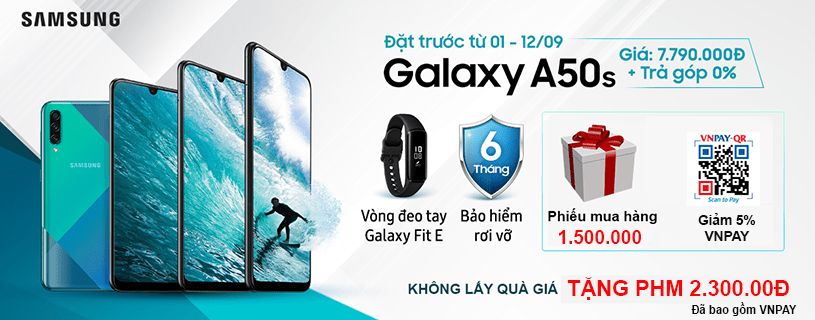 SAMSUNG
Đặt trước từ 01 - 12/09
Galaxy A50s
Giá: 7.790.000Đ
+ Trả góp 0%
SAMSUNG
6
Tháng
VNPAY-QR
Scan to Pay
Vòng đeo tay
Galaxy Fit E
Bảo hiểm
rơi vỡ
Phiếu mua hàng
1.500.000
Giảm 5%
VNPAY
KHÔNG LẤY QUÀ GIÁ TẶNG PHM 2.300.00Đ
Đã bao gồm VNPAY